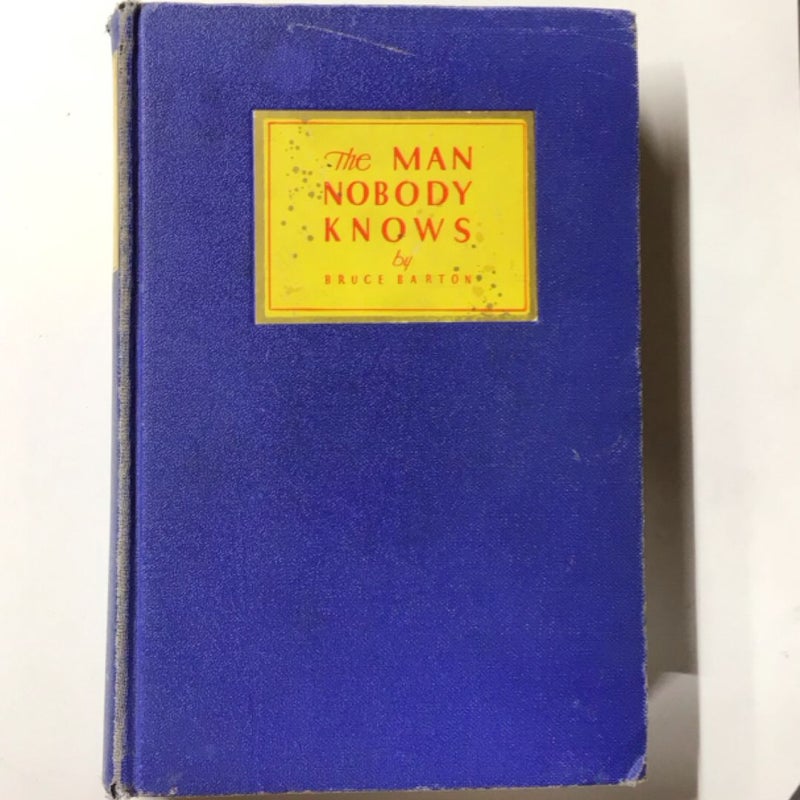 The MAN
NOBODY
KNOWS
by
BRUCE BARTON